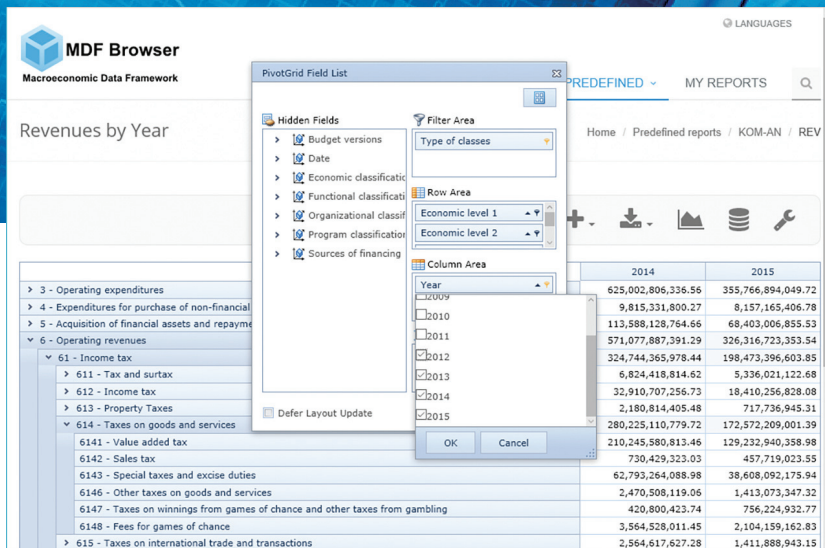 LANGUAGES
MDF Browser
Macroeconomic Data Framework
PREDEFINED
MY REPORTS
Revenues by Year
Home / Predefined reports / KOM-AN / REV
PivotGrid Field List
Hidden Fields
Budget versions
Date
Economic classificatic
Functional classificati
Organizational classif
Program classification
Sources of financing
Defer Layout Update
Filter Area
Type of classes
Row Area
Economic level 1
Economic level 2
Column Area
Year
2009
2010
2011
2012
2013
2014
2015
OK Cancel
2014 2015
3 - Operating expenditures 625,002,806,336.56 355,766,894,049.72
4 - Expenditures for purchase of non-financial 9,815,331,800.27 8,157,165,406.78
5 - Acquisition of financial assets and repayme 113,588,128,764.66 68,403,006,855.53
6 - Operating revenues 571,077,887,391.29 326,316,723,353.54
61 - Income tax 324,744,365,978.44 198,473,396,603.85
611 - Tax and surtax 6,824,418,814.62 5,336,021,122.68
612 - Income tax 32,910,707,256.73 18,410,256,828.08
613 - Property Taxes 2,180,814,405.48 717,736,945.31
614 - Taxes on goods and services 280,225,110,779.72 172,572,209,001.39
6141 - Value added tax 210,245,580,813.46 129,232,940,358.98
6142 - Sales tax 730,429,323.03 457,719,023.55
6143 - Special taxes and excise duties 62,793,264,088.98 38,608,092,175.94
6146 - Other taxes on goods and services 2,470,508,119.06 1,413,073,347.32
6147 - Taxes on winnings from games of chance and other taxes from gambling 420,800,423.74 756,224,932.77
6148 - Fees for games of chance 3,564,528,011.45 2,104,159,162.83
615 - Taxes on international trade and transactions 2,564,617,627.28 1,411,888,943.15